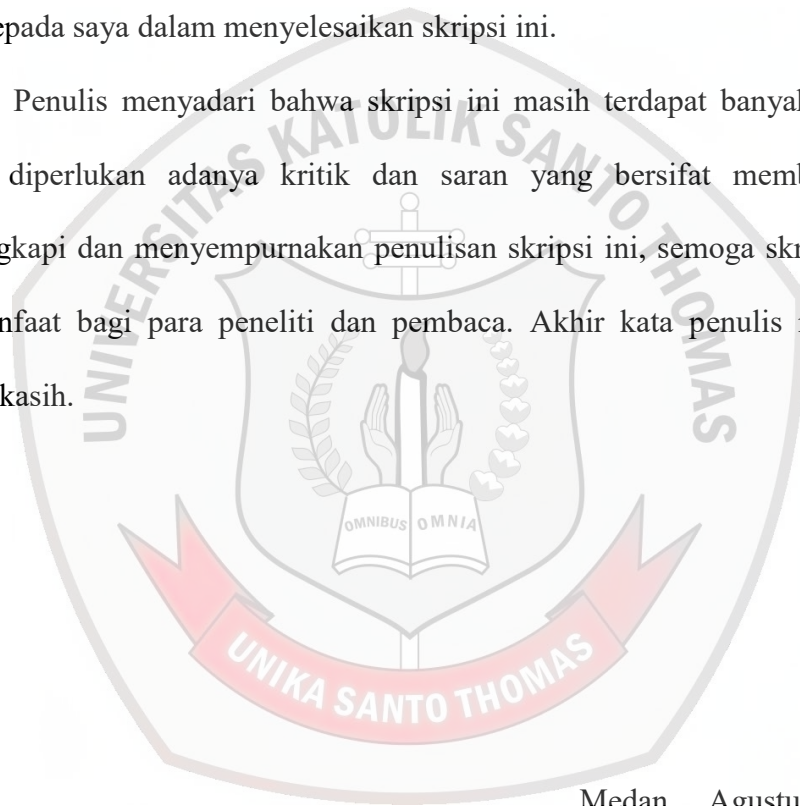 epada saya dalam menyelesaikan skripsi ini.
Penulis menyadari bahwa skripsi ini masih terdapat banyal
diperlukan adanya kritik dan saran yang bersifat memb
gkapi dan menyempurnakan penulisan skripsi ini, semoga skr
nfaat bagi para peneliti dan pembaca. Akhir kata penulis
kasih.
UNIVERSITAS KATOLIK SANTO THOMAS
OMNIBUS OMNIA
UNIKA SANTO THOMAS
Medan Agustu